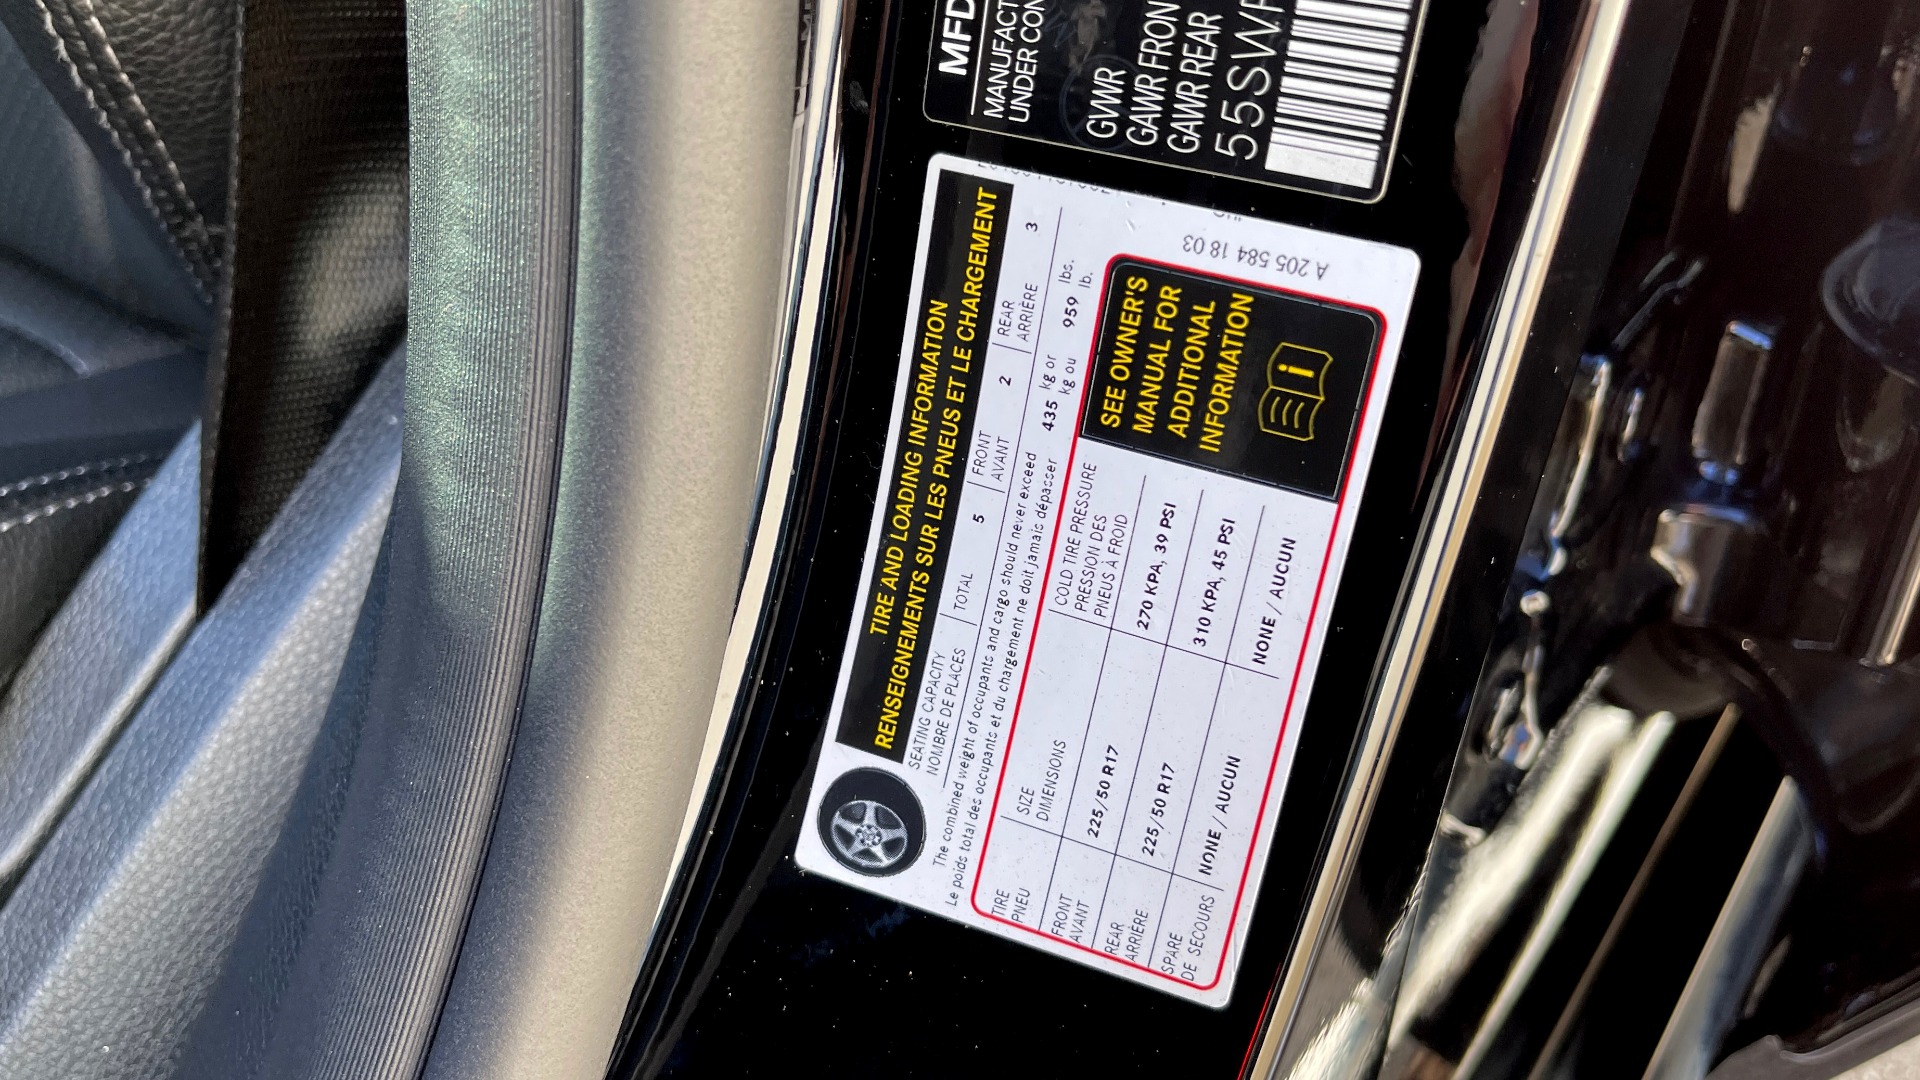 MFD
MANUFACT
UNDER CON
GVWR
GAWR FRON
GAWR REAR
55SWF
TIRE AND LOADING INFORMATION
RENSEIGNEMENTS SUR LES PNEUS ET LE CHARGEMENT
SEATING CAPACITY
NOMBRE DE PLACES
TOTAL 5
FRONT
AVANT 2
REAR
ARRIÈRE 3
The combined weight of occupants and cargo should never exceed
Le poids total des occupants et du chargement ne doit jamais dépasser
435 kg or
kg ou
959 lbs.
lb.
TIRE
PNEU
SIZE
DIMENSIONS
COLD TIRE PRESSURE
PRESSION DES
PNEUS À FROID
FRONT
AVANT
225/50 R17
270 KPA, 39 PSI
REAR
ARRIÈRE
225/50 R17
310 KPA, 45 PSI
SPARE
DE SECOURS
NONE / AUCUN
NONE / AUCUN
SEE OWNER'S
MANUAL FOR
ADDITIONAL
INFORMATION
i
A 205 584 18 03